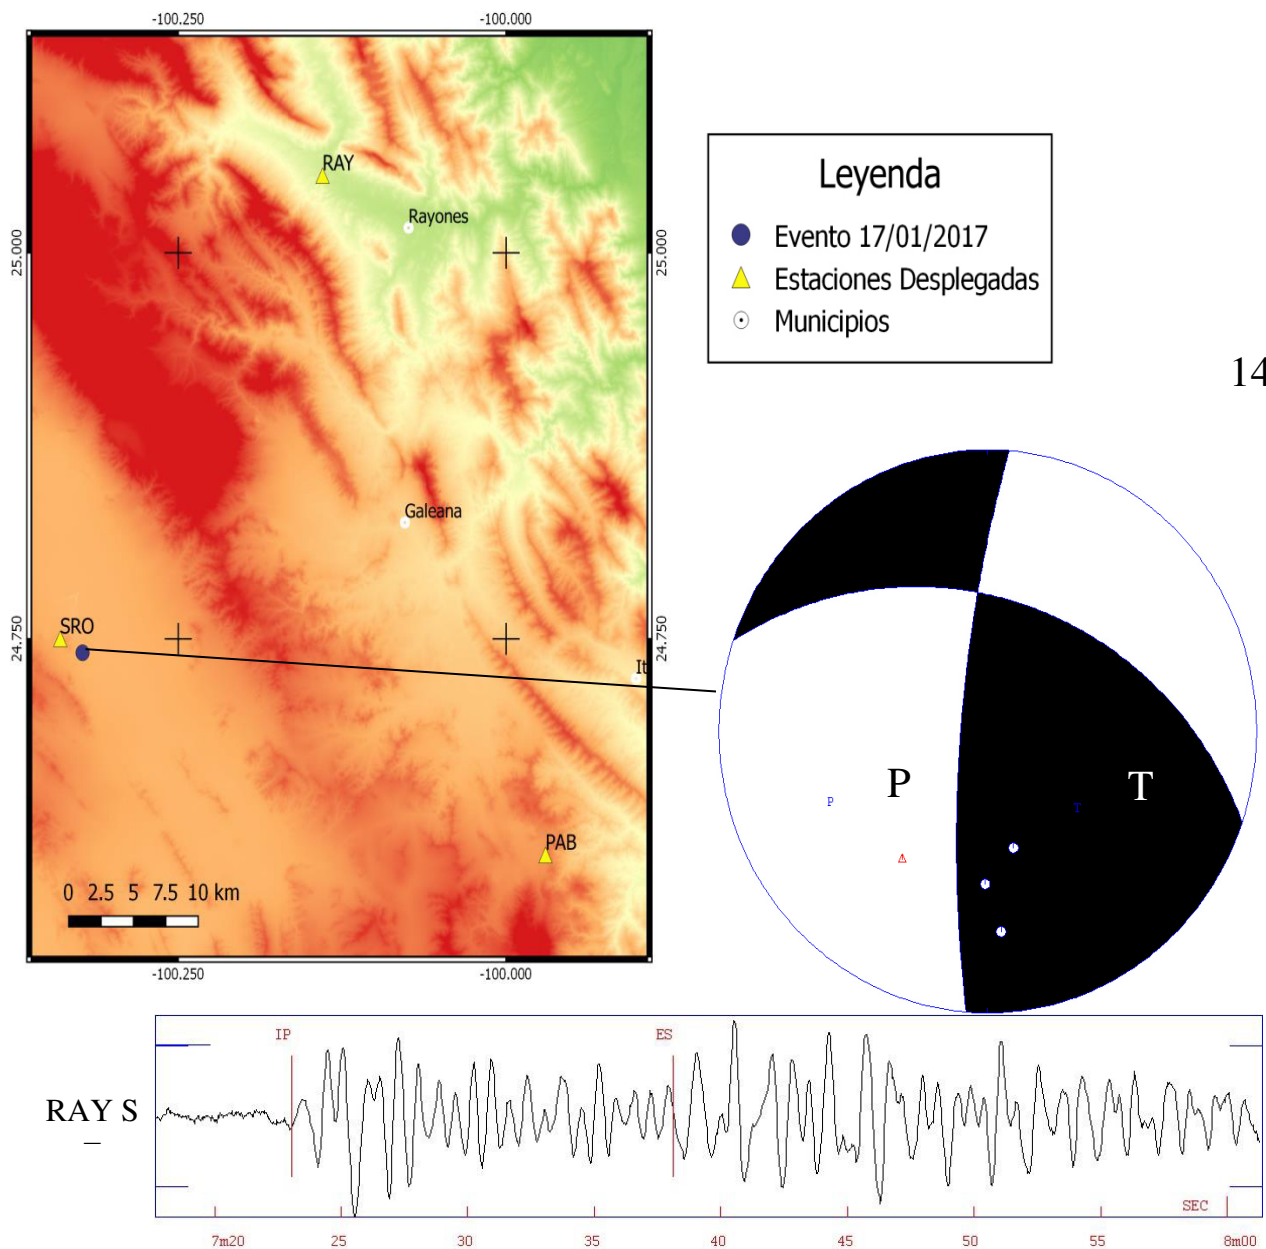 -100.250
-100.000
RAY
Rayones
25.000
25.000
Leyenda
Evento 17/01/2017
Estaciones Desplegadas
Municipios
14
Galeana
SRO
24.750
24.750
It
PAB
0 2.5 5 7.5 10 km
-100.250
-100.000
P
T
P
T
IP
ES
RAY S
_
SEC
7m20 25 30 35 40 45 50 55 8m00